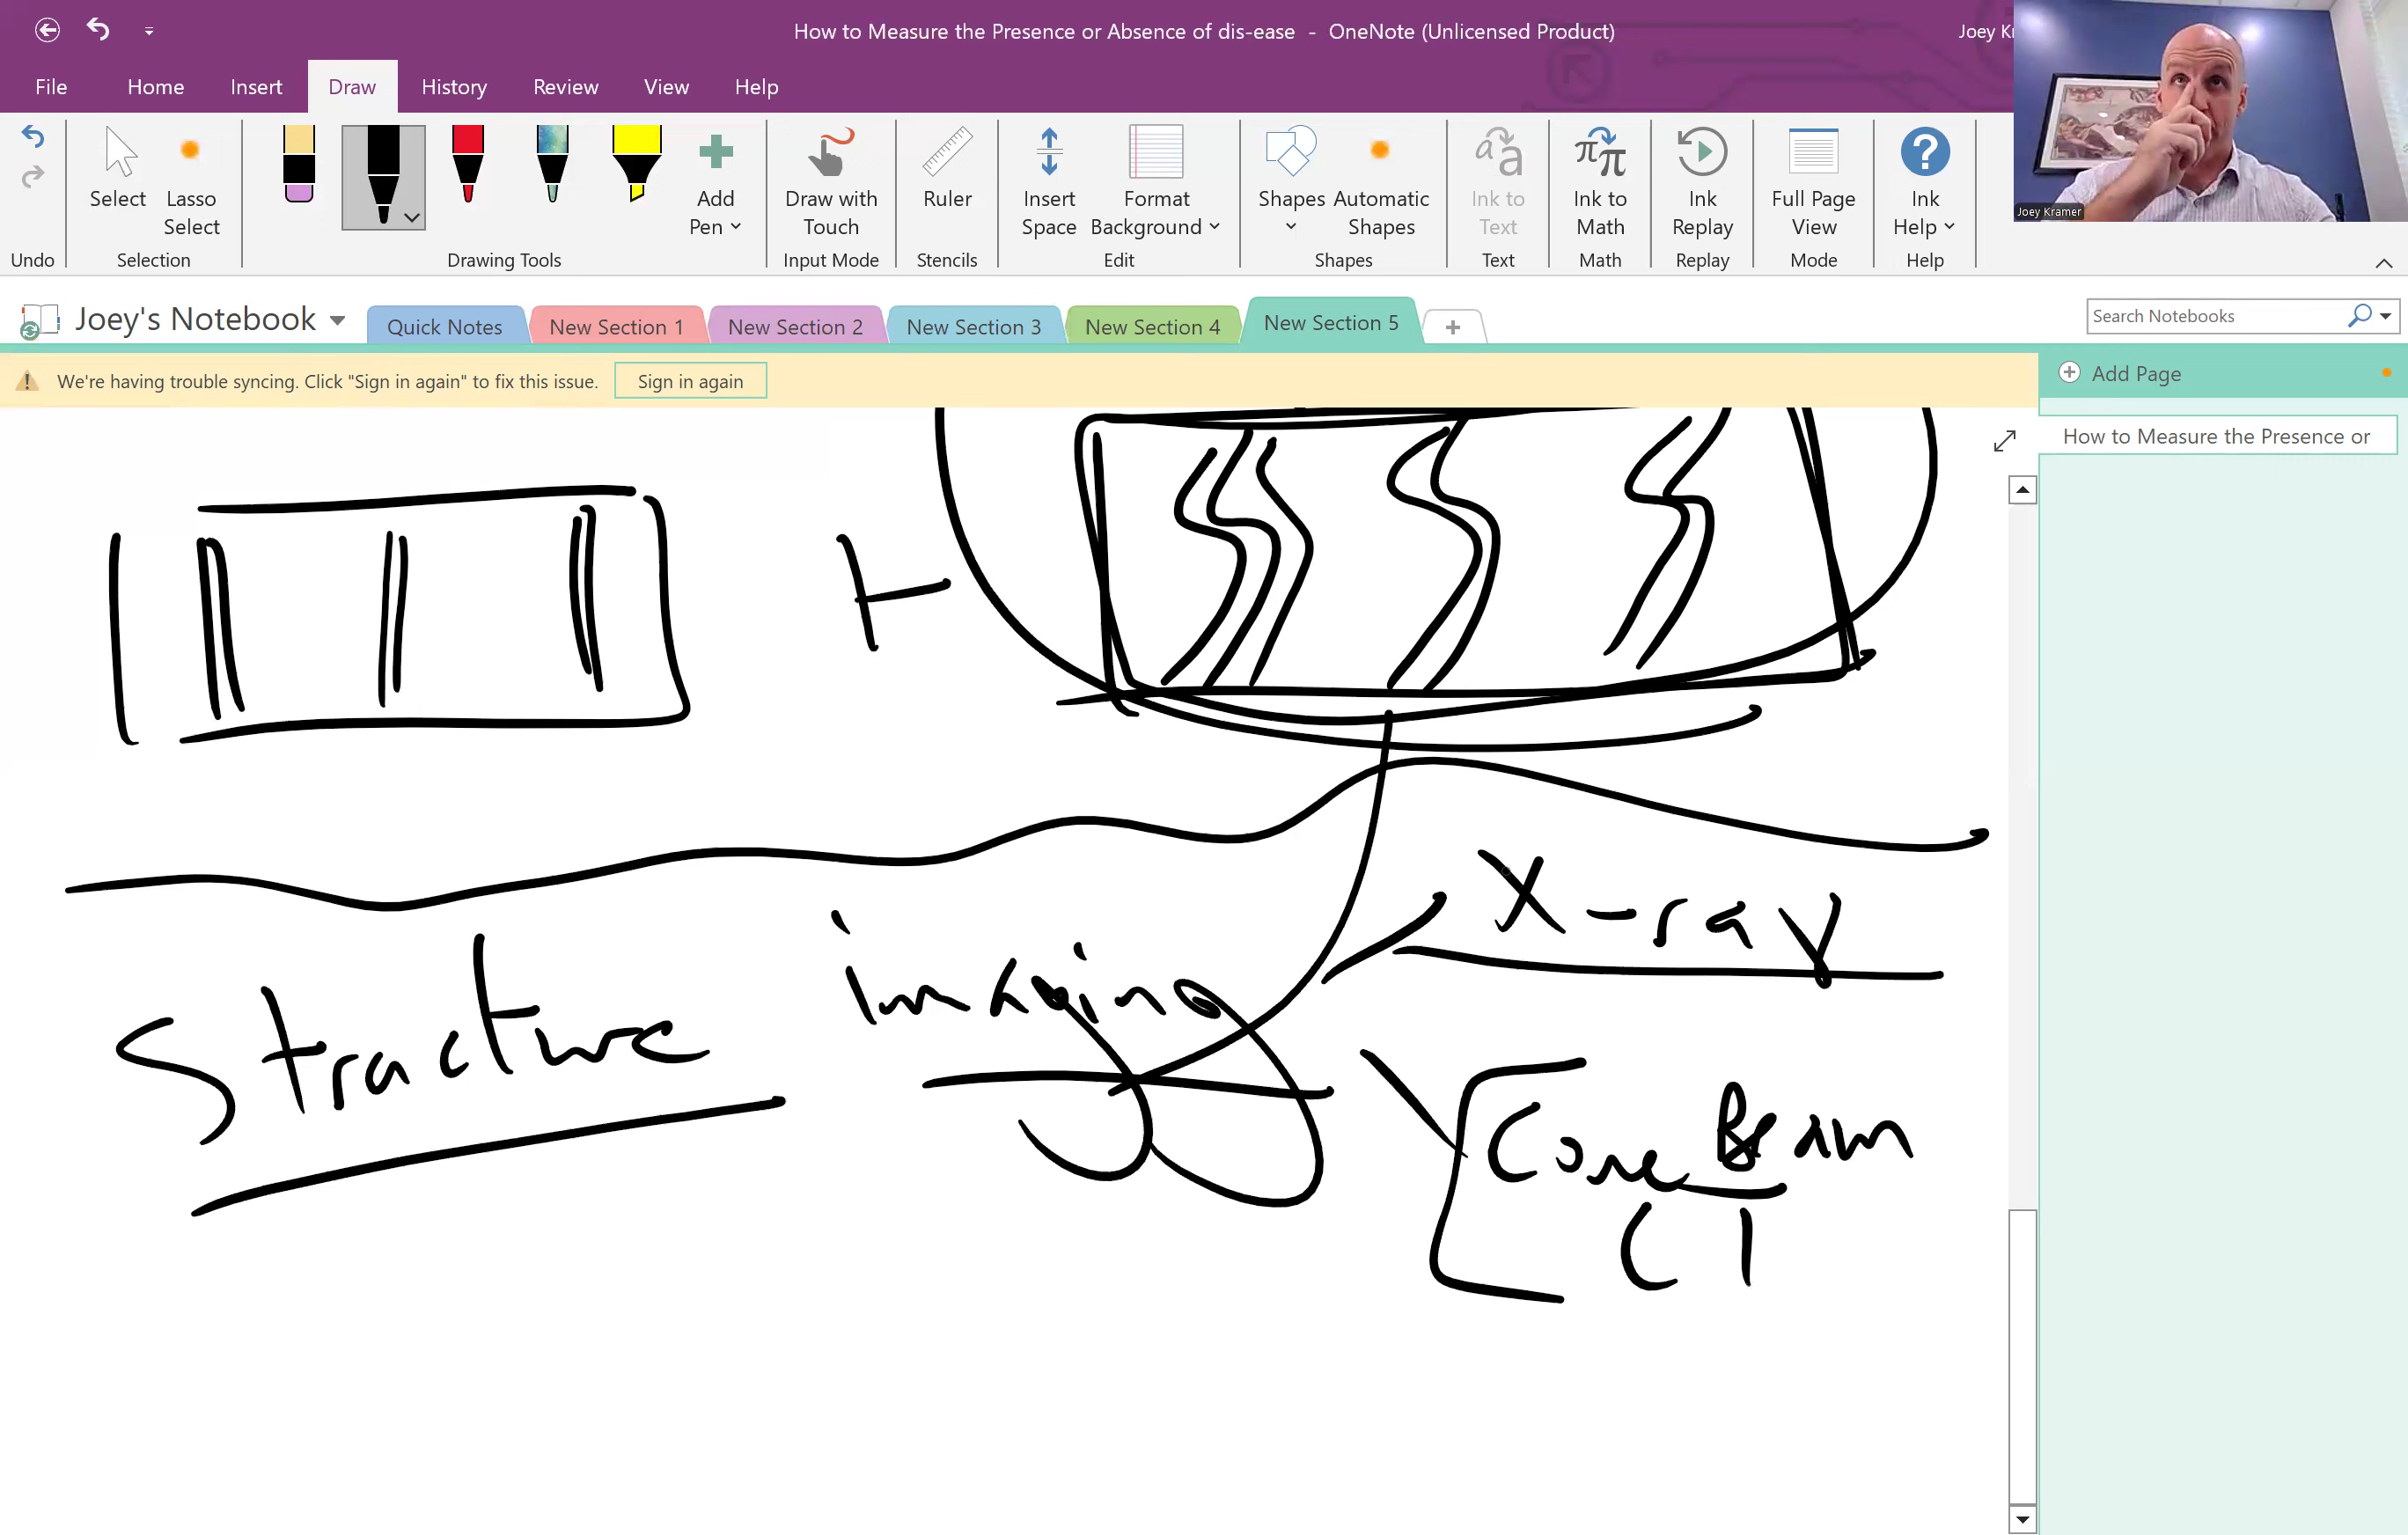 How to Measure the Presence or Absence of dis-ease - OneNote (Unlicensed Product)
Joey Kr
File Home Insert Draw History Review View Help
Joey Kramer
Select
Lasso Select
Add Pen
Draw with Touch
Ruler
Insert Space
Format Background
Shapes
Automatic Shapes
Ink to Text
Ink to Math
Ink Replay
Full Page View
Ink Help
Undo Selection Drawing Tools Input Mode Stencils Edit Shapes Text Math Replay Mode Help
Joey's Notebook
Quick Notes New Section 1 New Section 2 New Section 3 New Section 4 New Section 5
Search Notebooks
We're having trouble syncing. Click "Sign in again" to fix this issue. Sign in again
Add Page
How to Measure the Presence or
X-ray
Structure imaging
Cone Beam
CT